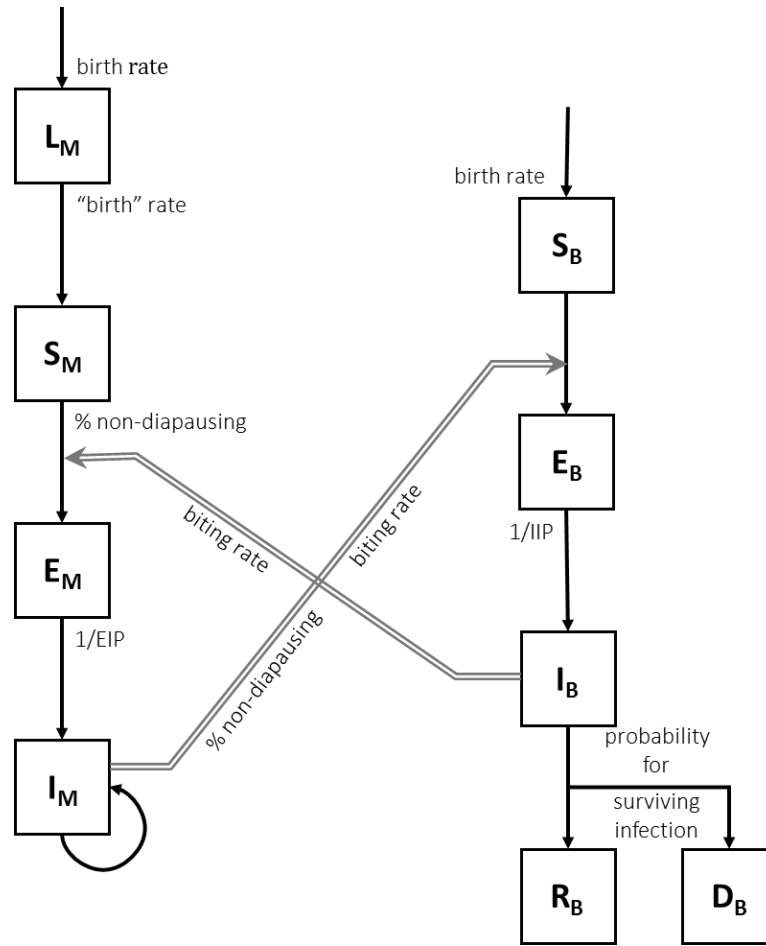 birth rate
L_M
"birth" rate
S_M
% non-diapausing
E_M
1/EIP
I_M
biting rate
biting rate
% non-diapausing
birth rate
S_B
E_B
1/IIP
I_B
probability
for
surviving
infection
R_B
D_B